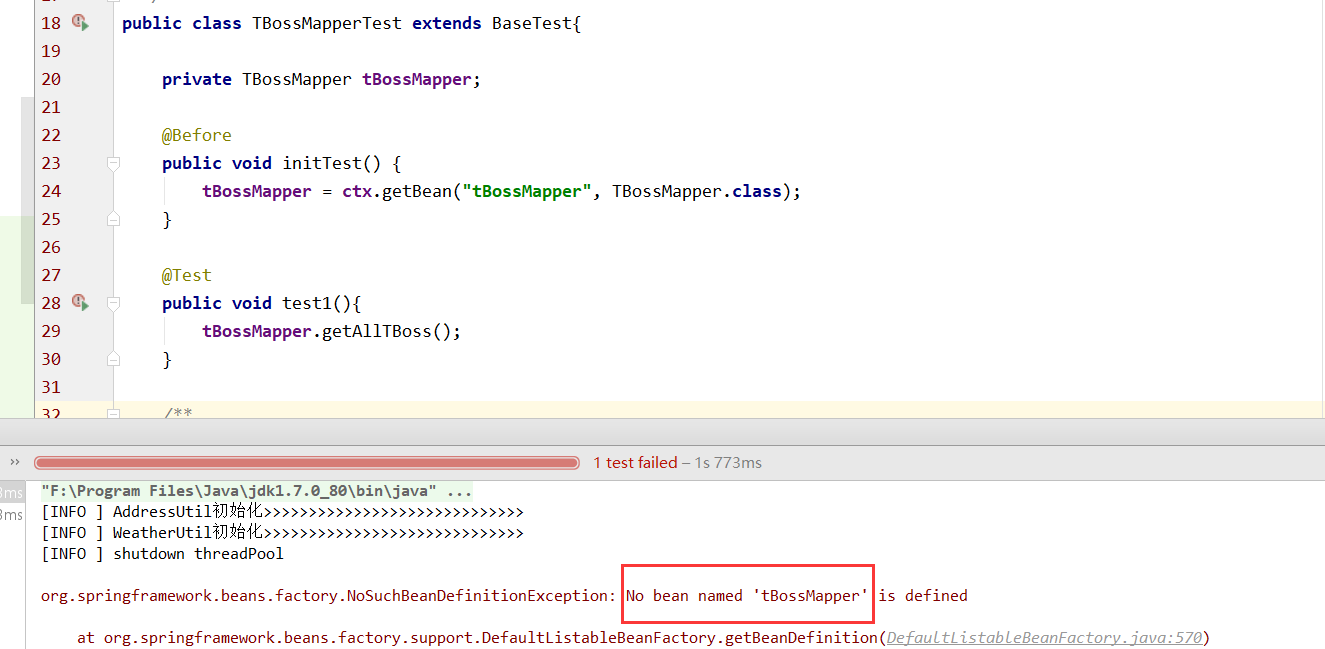 18 public class TBossMapperTest extends BaseTest{
19
20 private TBossMapper tBossMapper;
21
22 @Before
23 public void initTest() {
24 tBossMapper = ctx.getBean("tBossMapper", TBossMapper.class);
25 }
26
27 @Test
28 public void test1(){
29 tBossMapper.getAllTBoss();
30 }
31
32 /**
>> 1 test failed – 1s 773ms
"F:\Program Files\Java\jdk1.7.0_80\bin\java" ...
[INFO ] AddressUtil初始化>>>>>>>>>>>>>>>>>>>>>>>>>>>>>
[INFO ] WeatherUtil初始化>>>>>>>>>>>>>>>>>>>>>>>>>>>>>
[INFO ] shutdown threadPool
org.springframework.beans.factory.NoSuchBeanDefinitionException: No bean named 'tBossMapper' is defined
at org.springframework.beans.factory.support.DefaultListableBeanFactory.getBeanDefinition(DefaultListableBeanFactory.java:570)